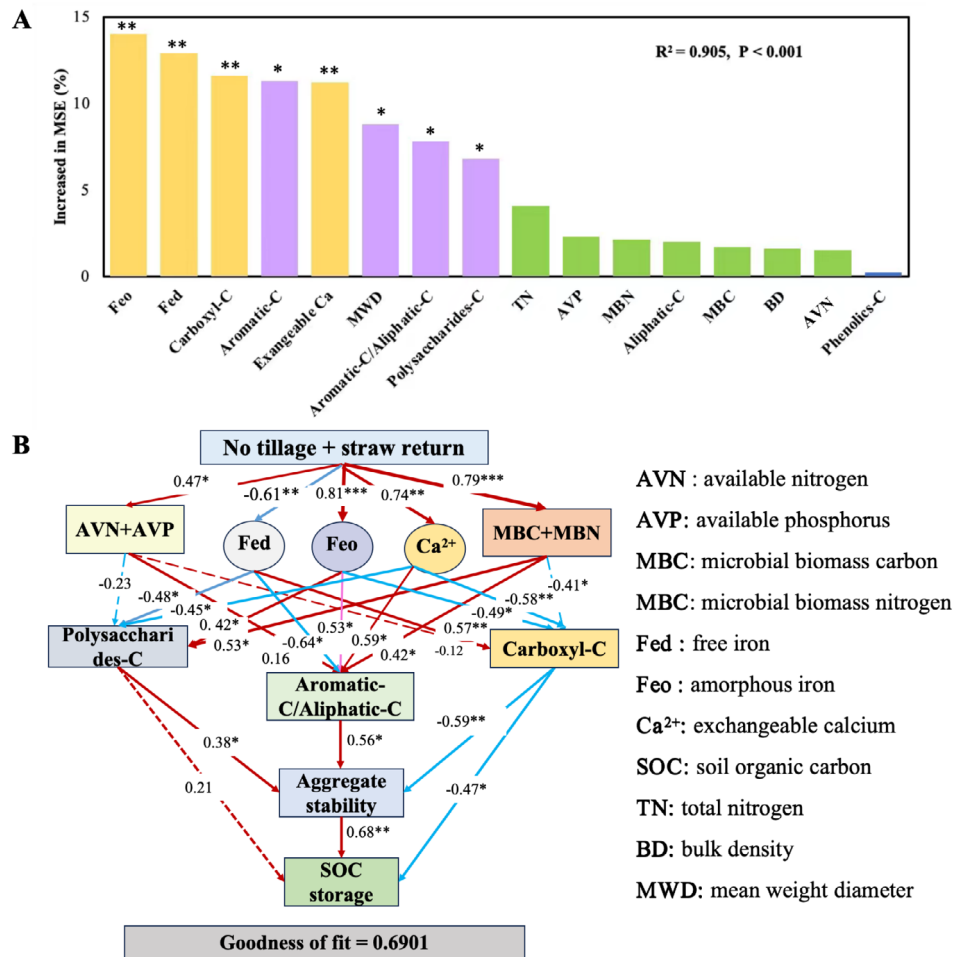 A
15
10
5
0
Increased in MSE (%)
** ** ** * ** * * *
R² = 0.905, P < 0.001
Feo
Fed
Carboxyl-C
Aromatic-C
Exangeable Ca
MWD
Aromatic-C/Aliphatic-C
Polysaccharides-C
TN
AVP
MBN
Aliphatic-C
MBC
BD
AVN
Phenolics-C
B
No tillage + straw return
0.47*
-0.61**
0.81***
0.74**
0.79***
AVN+AVP
Fed
Feo
Ca²⁺
MBC+MBN
-0.23
-0.48*
-0.45*
0.42*
0.53*
-0.64*
0.16
0.53*
0.59*
0.42*
0.57**
-0.12
-0.49*
-0.58**
-0.41*
Polysacchari
des-C
Carboxyl-C
Aromatic-
C/Aliphatic-C
0.38*
0.21
0.56*
-0.59**
-0.47*
Aggregate
stability
0.68**
SOC
storage
Goodness of fit = 0.6901
AVN : available nitrogen
AVP: available phosphorus
MBC: microbial biomass carbon
MBC: microbial biomass nitrogen
Fed : free iron
Feo : amorphous iron
Ca²⁺: exchangeable calcium
SOC: soil organic carbon
TN: total nitrogen
BD: bulk density
MWD: mean weight diameter